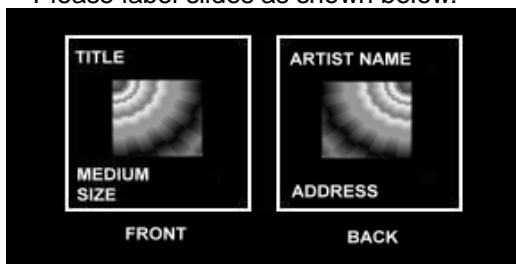 Please label slides as shown below.
TITLE
MEDIUM
SIZE
FRONT
ARTIST NAME
ADDRESS
BACK